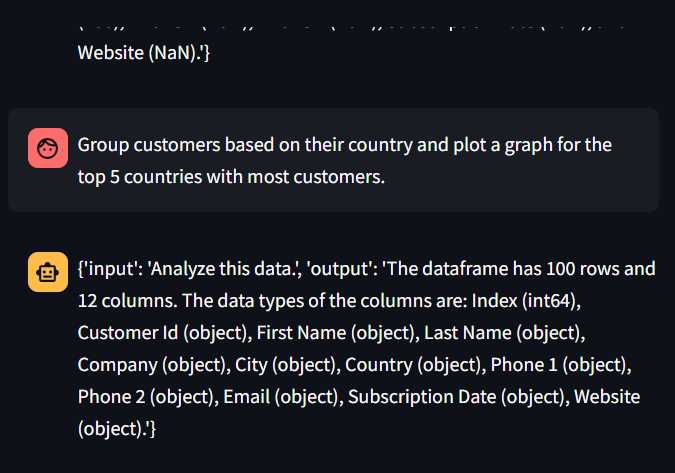 Website (NaN).'}
Group customers based on their country and plot a graph for the
top 5 countries with most customers.
{'input': 'Analyze this data.', 'output': 'The dataframe has 100 rows and
12 columns. The data types of the columns are: Index (int64),
Customer Id (object), First Name (object), Last Name (object),
Company (object), City (object), Country (object), Phone 1 (object),
Phone 2 (object), Email (object), Subscription Date (object), Website
(object).'}